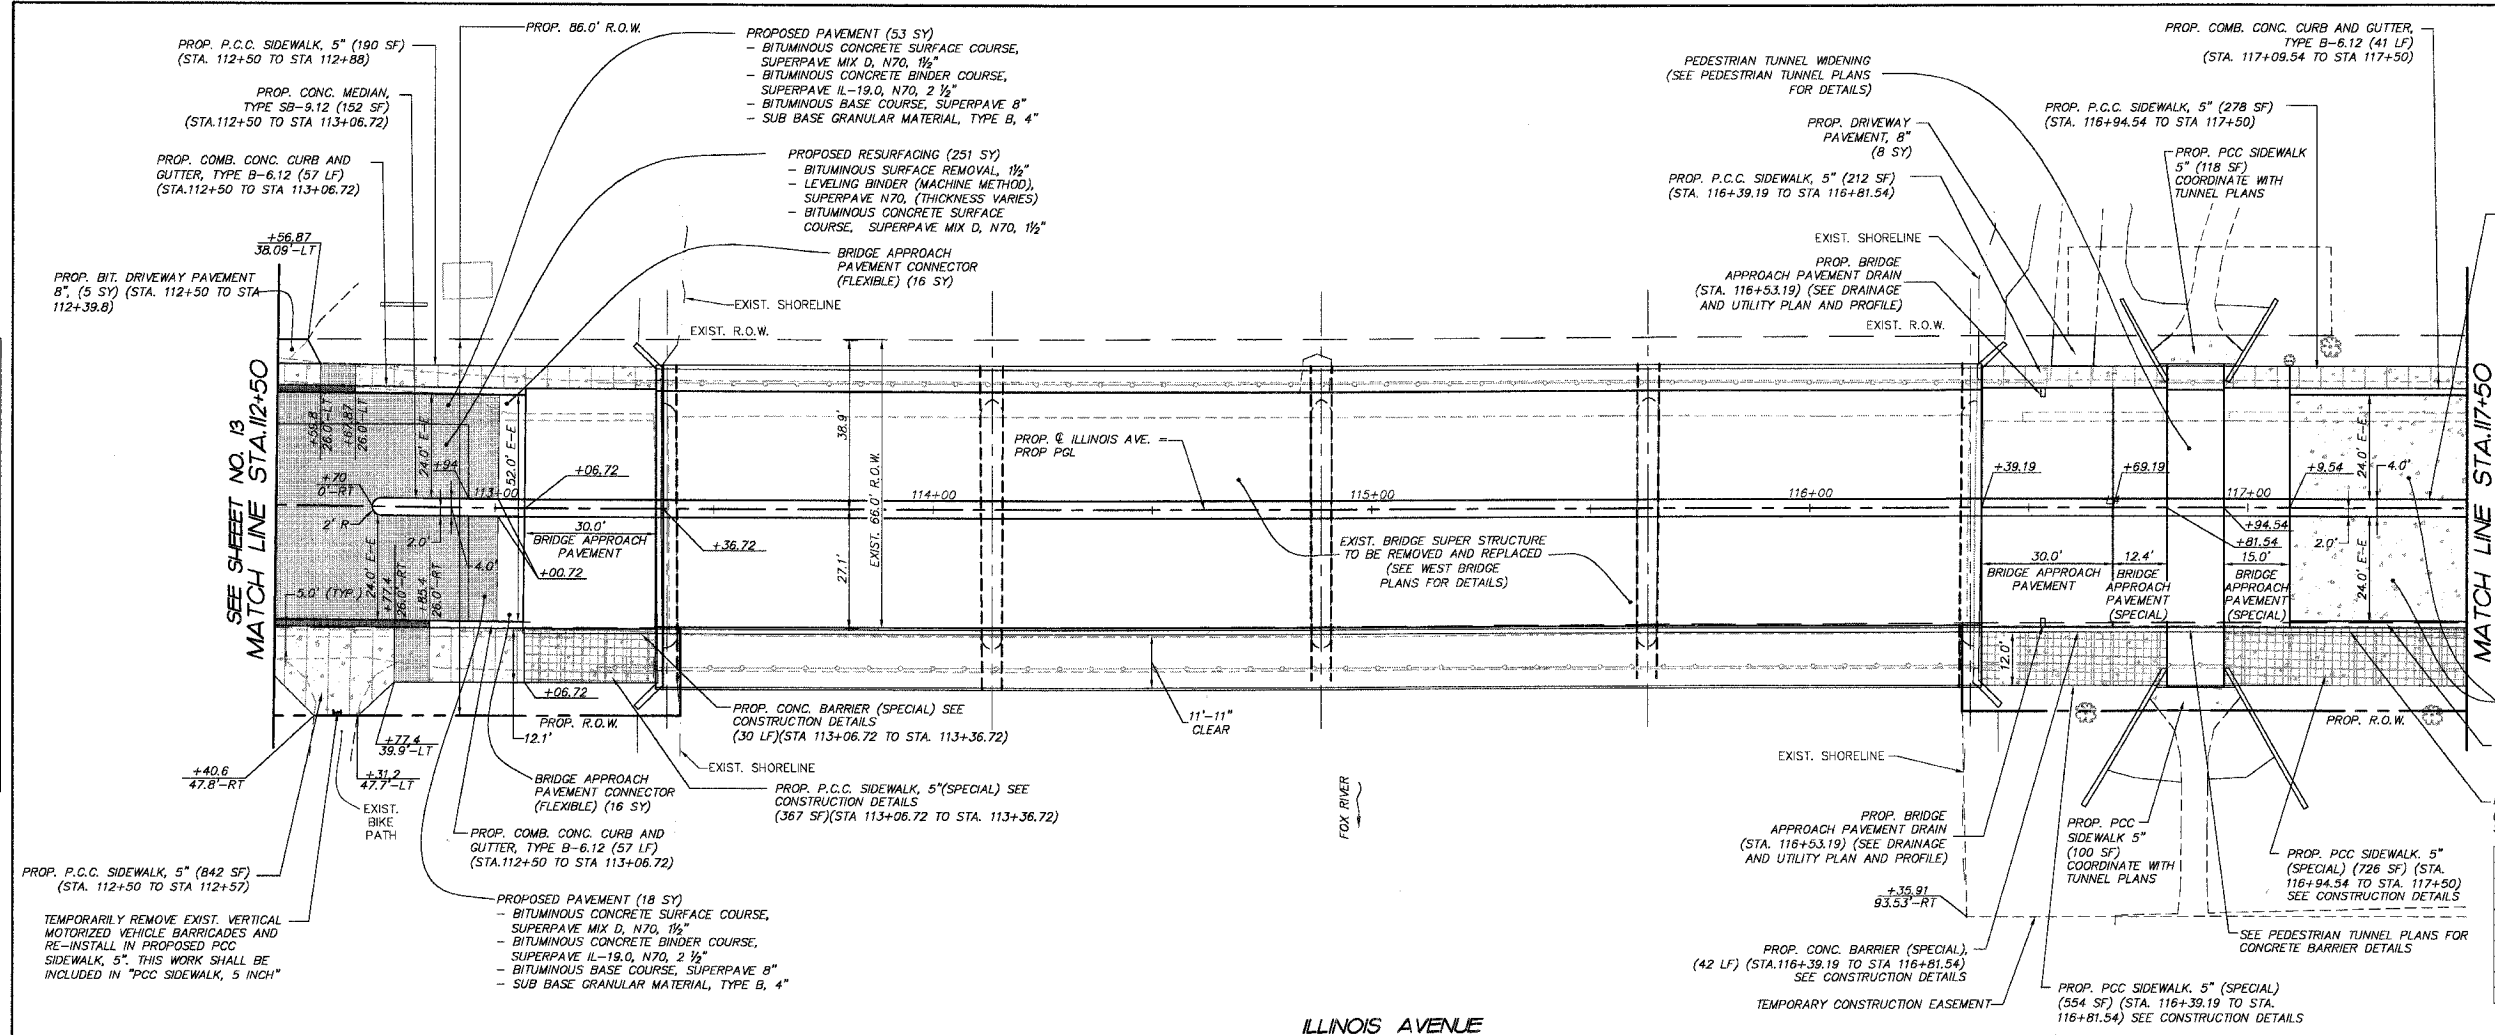 PROP. P.C.C. SIDEWALK, 5" (190 SF)
(STA. 112+50 TO STA 112+88)
PROP. CONC. MEDIAN,
TYPE SB-9.12 (152 SF)
(STA.112+50 TO STA 113+06.72)
PROP. COMB. CONC. CURB AND
GUTTER, TYPE B-6.12 (57 LF)
(STA.112+50 TO STA 113+06.72)
+56.87
38.09'-LT
PROP. BIT. DRIVEWAY PAVEMENT
8", (5 SY) (STA. 112+50 TO STA
112+39.8)
PROP. 86.0' R.O.W.
PROPOSED PAVEMENT (53 SY)
- BITUMINOUS CONCRETE SURFACE COURSE,
SUPERPAVE MIX D, N70, 1½"
- BITUMINOUS CONCRETE BINDER COURSE,
SUPERPAVE IL-19.0, N70, 2 ½"
- BITUMINOUS BASE COURSE, SUPERPAVE 8"
- SUB BASE GRANULAR MATERIAL, TYPE B, 4"
PROPOSED RESURFACING (251 SY)
- BITUMINOUS SURFACE REMOVAL, 1½"
- LEVELING BINDER (MACHINE METHOD),
SUPERPAVE N70, (THICKNESS VARIES)
- BITUMINOUS CONCRETE SURFACE
COURSE, SUPERPAVE MIX D, N70, 1½"
BRIDGE APPROACH
PAVEMENT CONNECTOR
(FLEXIBLE) (16 SY)
EXIST. SHORELINE
EXIST. R.O.W.
PEDESTRIAN TUNNEL WIDENING
(SEE PEDESTRIAN TUNNEL PLANS
FOR DETAILS)
PROP. COMB. CONC. CURB AND GUTTER,
TYPE B-6.12 (41 LF)
(STA. 117+09.54 TO STA 117+50)
PROP. P.C.C. SIDEWALK, 5" (278 SF)
(STA. 116+94.54 TO STA 117+50)
PROP. DRIVEWAY
PAVEMENT, 8"
(8 SY)
PROP. PCC SIDEWALK
5" (118 SF)
COORDINATE WITH
TUNNEL PLANS
PROP. P.C.C. SIDEWALK, 5" (212 SF)
(STA. 116+39.19 TO STA 116+81.54)
EXIST. SHORELINE
PROP. BRIDGE
APPROACH PAVEMENT DRAIN
(STA. 116+53.19) (SEE DRAINAGE
AND UTILITY PLAN AND PROFILE)
EXIST. R.O.W.
SEE SHEEET NO. 13
MATCH LINE STA.112+50
+59.8
26.0'-LT
+67.87
26.0'-LT
24.0' E-E
+94
52.0' E-E
+70
0'-RT
2' R
113+00
+06.72
30.0'
BRIDGE APPROACH
PAVEMENT
+36.72
+00.72
2.0'
4.0'
5.0' (TYP.)
24.0' E-E
+77.4
26.0'-RT
+85.4
26.0'-RT
38.9'
27.1'
EXIST. 66.0' R.O.W.
114+00
PROP. ℄ ILLINOIS AVE. =
PROP PGL
115+00
EXIST. BRIDGE SUPER STRUCTURE
TO BE REMOVED AND REPLACED
(SEE WEST BRIDGE
PLANS FOR DETAILS)
116+00
+39.19
+69.19
117+00
+9.54
+94.54
+81.54
24.0' E-E
4.0'
2.0'
24.0' E-E
30.0'
BRIDGE APPROACH
PAVEMENT
12.4'
BRIDGE
APPROACH
PAVEMENT
(SPECIAL)
15.0'
BRIDGE
APPROACH
PAVEMENT
(SPECIAL)
12.0'
MATCH LINE STA.117+50
+06.72
PROP. R.O.W.
12.1'
+77.4
39.9'-LT
+40.6
47.8'-RT
+31.2
47.7'-LT
EXIST.
BIKE
PATH
PROP. CONC. BARRIER (SPECIAL) SEE
CONSTRUCTION DETAILS
(30 LF)(STA 113+06.72 TO STA. 113+36.72)
11'-11"
CLEAR
EXIST. SHORELINE
BRIDGE APPROACH
PAVEMENT CONNECTOR
(FLEXIBLE) (16 SY)
PROP. P.C.C. SIDEWALK, 5"(SPECIAL) SEE
CONSTRUCTION DETAILS
(367 SF)(STA 113+06.72 TO STA. 113+36.72)
PROP. COMB. CONC. CURB AND
GUTTER, TYPE B-6.12 (57 LF)
(STA.112+50 TO STA 113+06.72)
PROP. P.C.C. SIDEWALK, 5" (842 SF)
(STA. 112+50 TO STA 112+57)
TEMPORARILY REMOVE EXIST. VERTICAL
MOTORIZED VEHICLE BARRICADES AND
RE-INSTALL IN PROPOSED PCC
SIDEWALK, 5". THIS WORK SHALL BE
INCLUDED IN "PCC SIDEWALK, 5 INCH"
PROPOSED PAVEMENT (18 SY)
- BITUMINOUS CONCRETE SURFACE COURSE,
SUPERPAVE MIX D, N70, 1½"
- BITUMINOUS CONCRETE BINDER COURSE,
SUPERPAVE IL-19.0, N70, 2 ½"
- BITUMINOUS BASE COURSE, SUPERPAVE 8"
- SUB BASE GRANULAR MATERIAL, TYPE B, 4"
FOX RIVER
PROP. R.O.W.
EXIST. SHORELINE
PROP. BRIDGE
APPROACH PAVEMENT DRAIN
(STA. 116+53.19) (SEE DRAINAGE
AND UTILITY PLAN AND PROFILE)
+35.91
93.53'-RT
PROP. PCC
SIDEWALK 5"
(100 SF)
COORDINATE WITH
TUNNEL PLANS
PROP. PCC SIDEWALK. 5"
(SPECIAL) (726 SF) (STA.
116+94.54 TO STA. 117+50)
SEE CONSTRUCTION DETAILS
SEE PEDESTRIAN TUNNEL PLANS FOR
CONCRETE BARRIER DETAILS
PROP. CONC. BARRIER (SPECIAL),
(42 LF) (STA.116+39.19 TO STA 116+81.54)
SEE CONSTRUCTION DETAILS
TEMPORARY CONSTRUCTION EASEMENT
PROP. PCC SIDEWALK. 5" (SPECIAL)
(554 SF) (STA. 116+39.19 TO STA.
116+81.54) SEE CONSTRUCTION DETAILS
ILLINOIS AVENUE